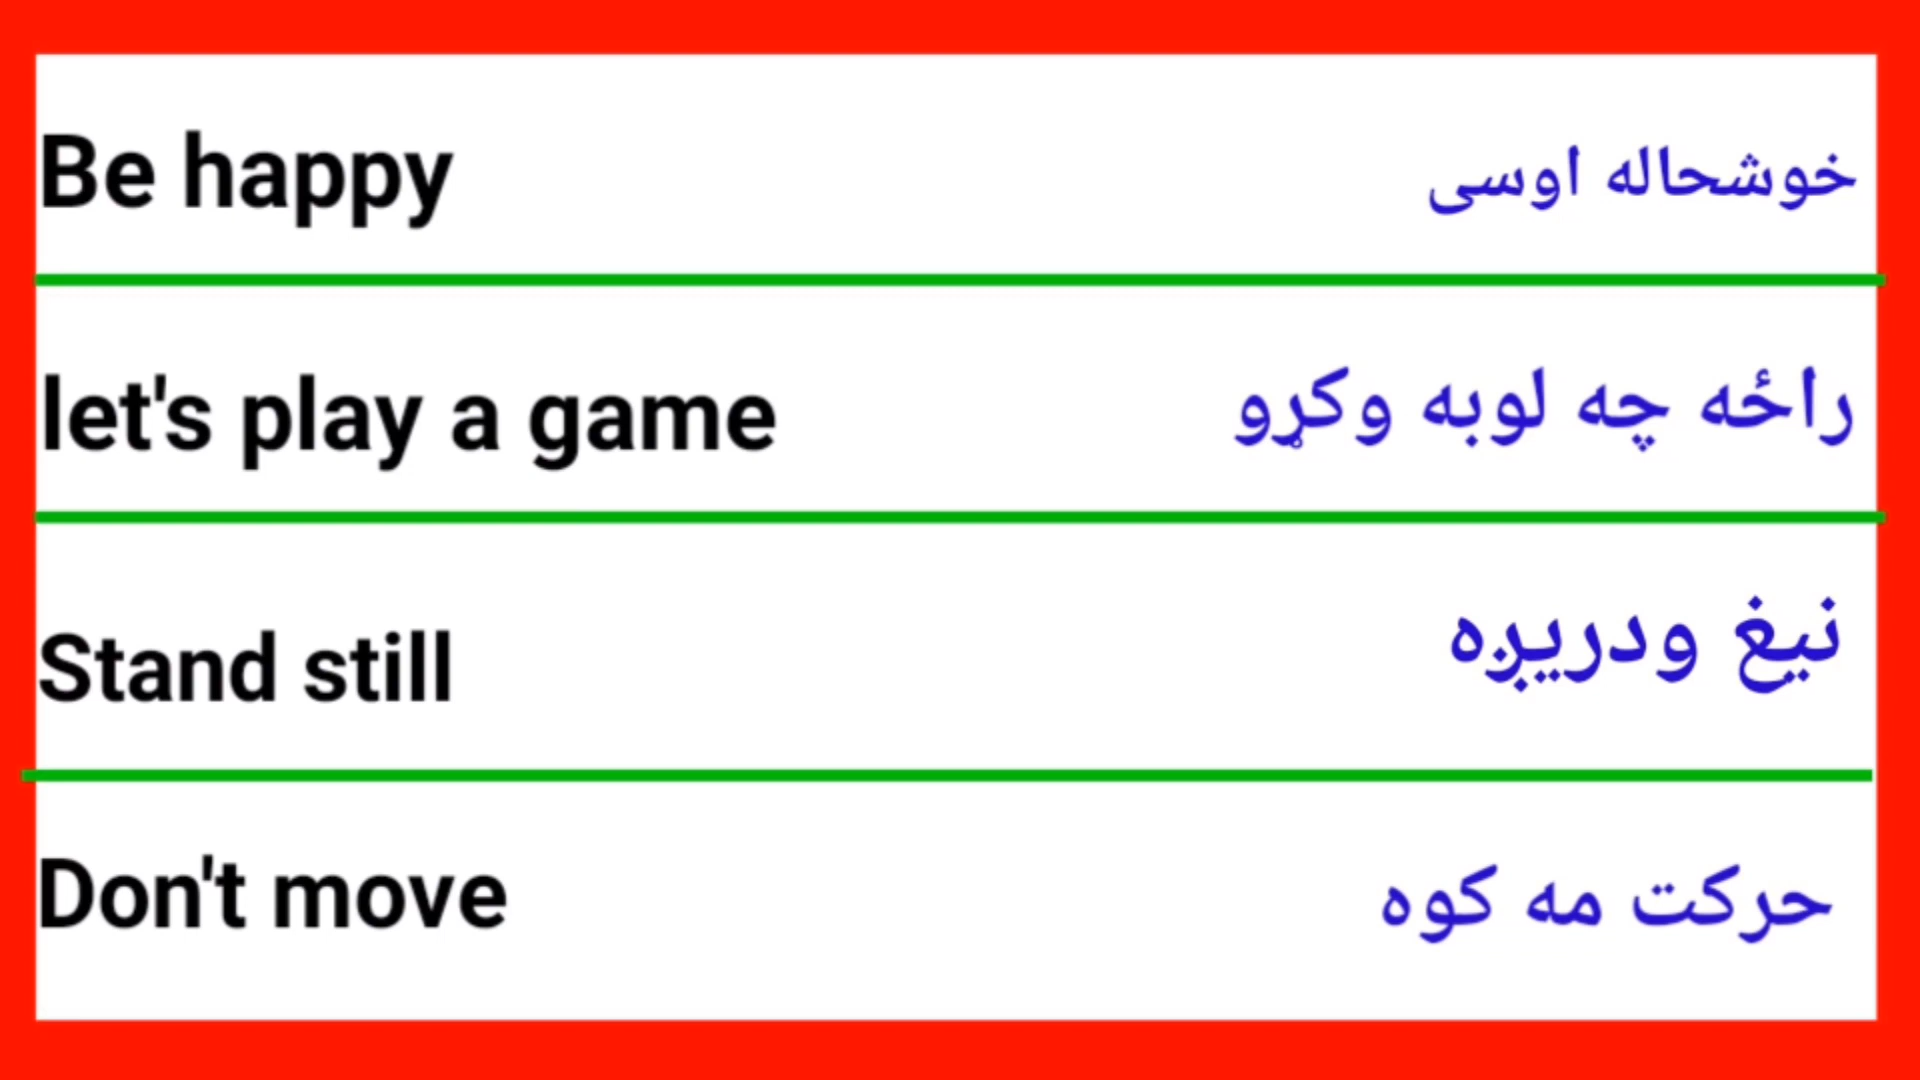 Be happy
خوشحاله اوسی
let's play a game
راځه چه لوبه وکړو
Stand still
نیغ ودریږه
Don't move
حرکت مه کوه